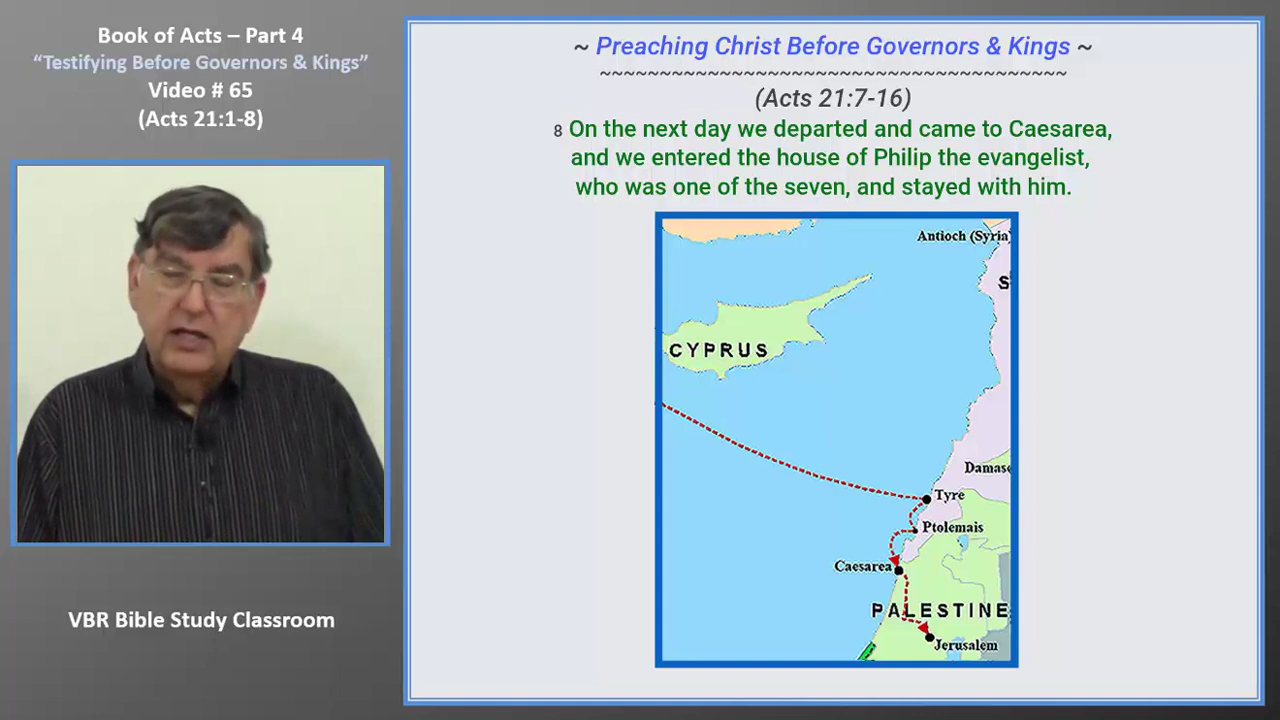 Book of Acts – Part 4
“Testifying Before Governors & Kings”
Video # 65
(Acts 21:1-8)
VBR Bible Study Classroom
~ Preaching Christ Before Governors & Kings ~
~~~~~~~~~~~~~~~~~~~~~~~~~~~~~~~~~~~~~~~
(Acts 21:7-16)
8 On the next day we departed and came to Caesarea,
and we entered the house of Philip the evangelist,
who was one of the seven, and stayed with him.
Antioch (Syria)
S
CYPRUS
Damasc
Tyre
Ptolemais
Caesarea
PALESTINE
Jerusalem